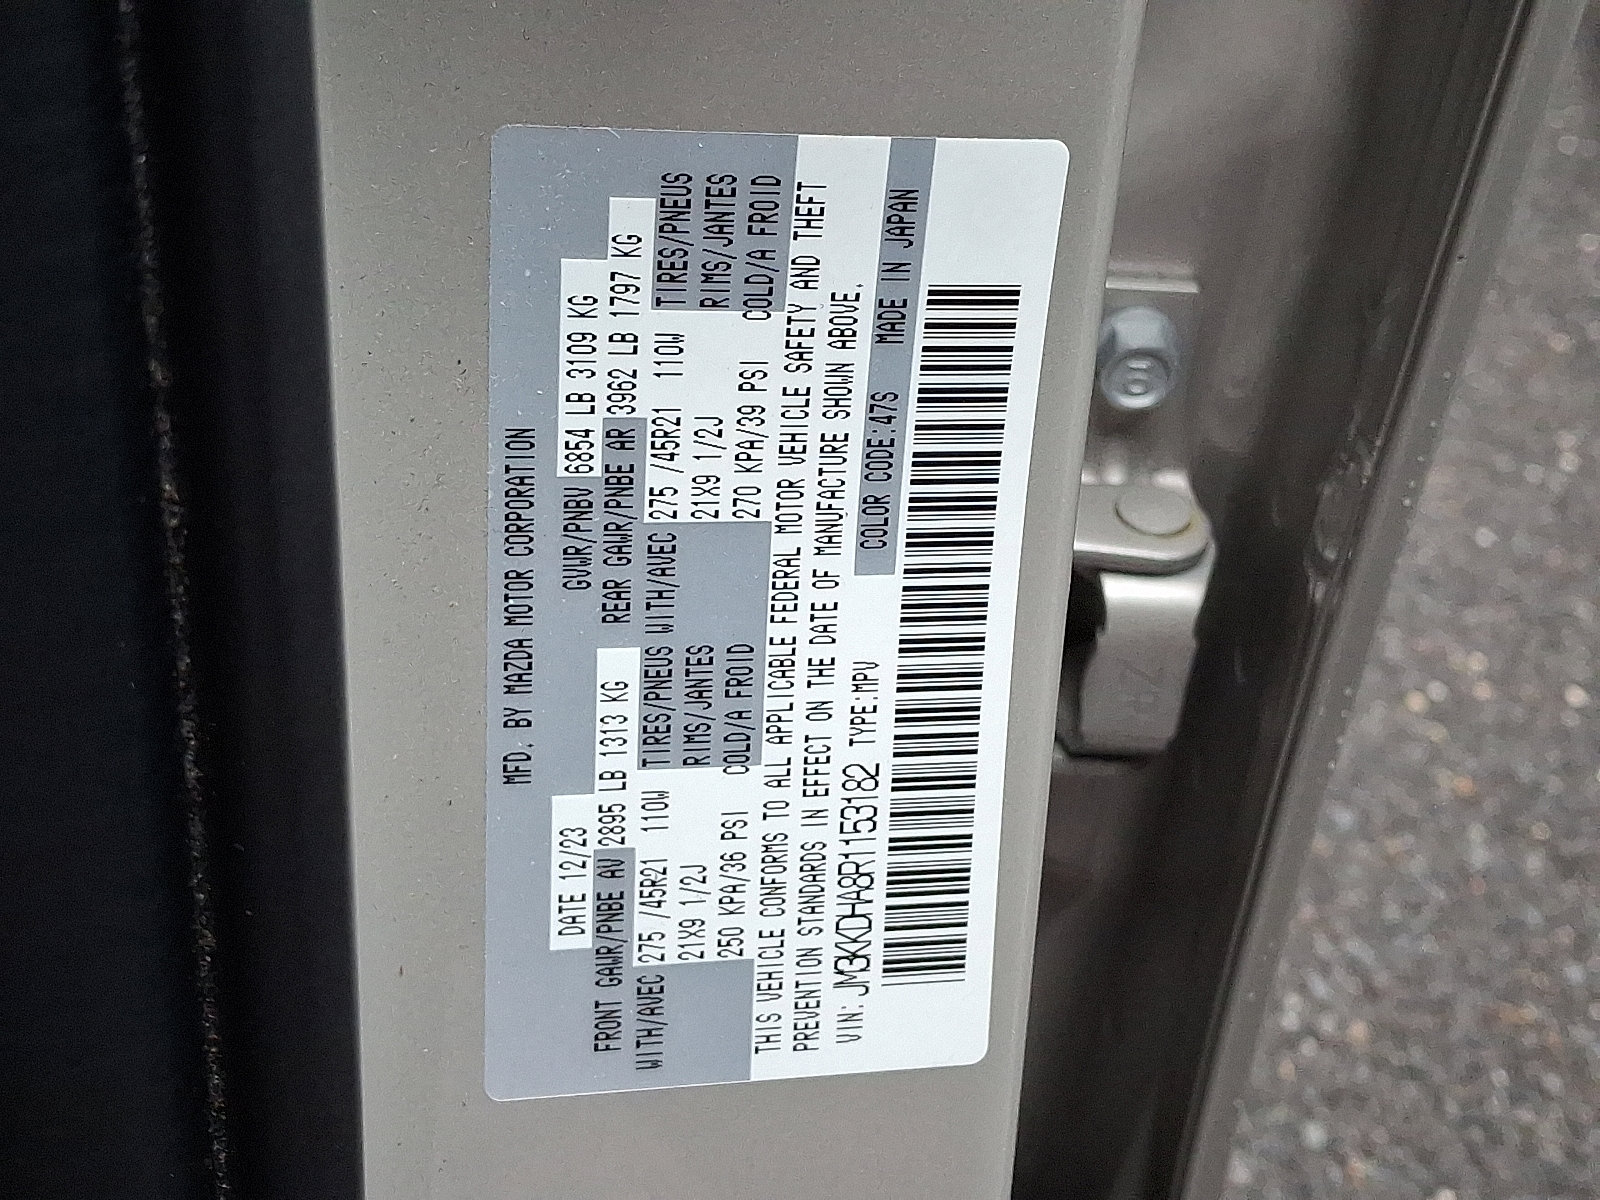 MFD. BY MAZDA MOTOR CORPORATION
DATE 12/23 GVWR/PNBV 6854 LB 3109 KG
FRONT GAWR/PNBE AV 2895 LB 1313 KG REAR GAWR/PNBE AR 3962 LB 1797 KG
WITH/AVEC 275 /45R21 110W TIRES/PNEUS WITH/AVEC 275 /45R21 110W TIRES/PNEUS
21X9 1/2J RIMS/JANTES 21X9 1/2J RIMS/JANTES
250 KPA/36 PSI COLD/A FROID 270 KPA/39 PSI COLD/A FROID
THIS VEHICLE CONFORMS TO ALL APPLICABLE FEDERAL MOTOR VEHICLE SAFETY AND THEFT
PREVENTION STANDARDS IN EFFECT ON THE DATE OF MANUFACTURE SHOWN ABOVE.
VIN: JM3KKDHA8R1153182 TYPE:MPV COLOR CODE:47S MADE IN JAPAN